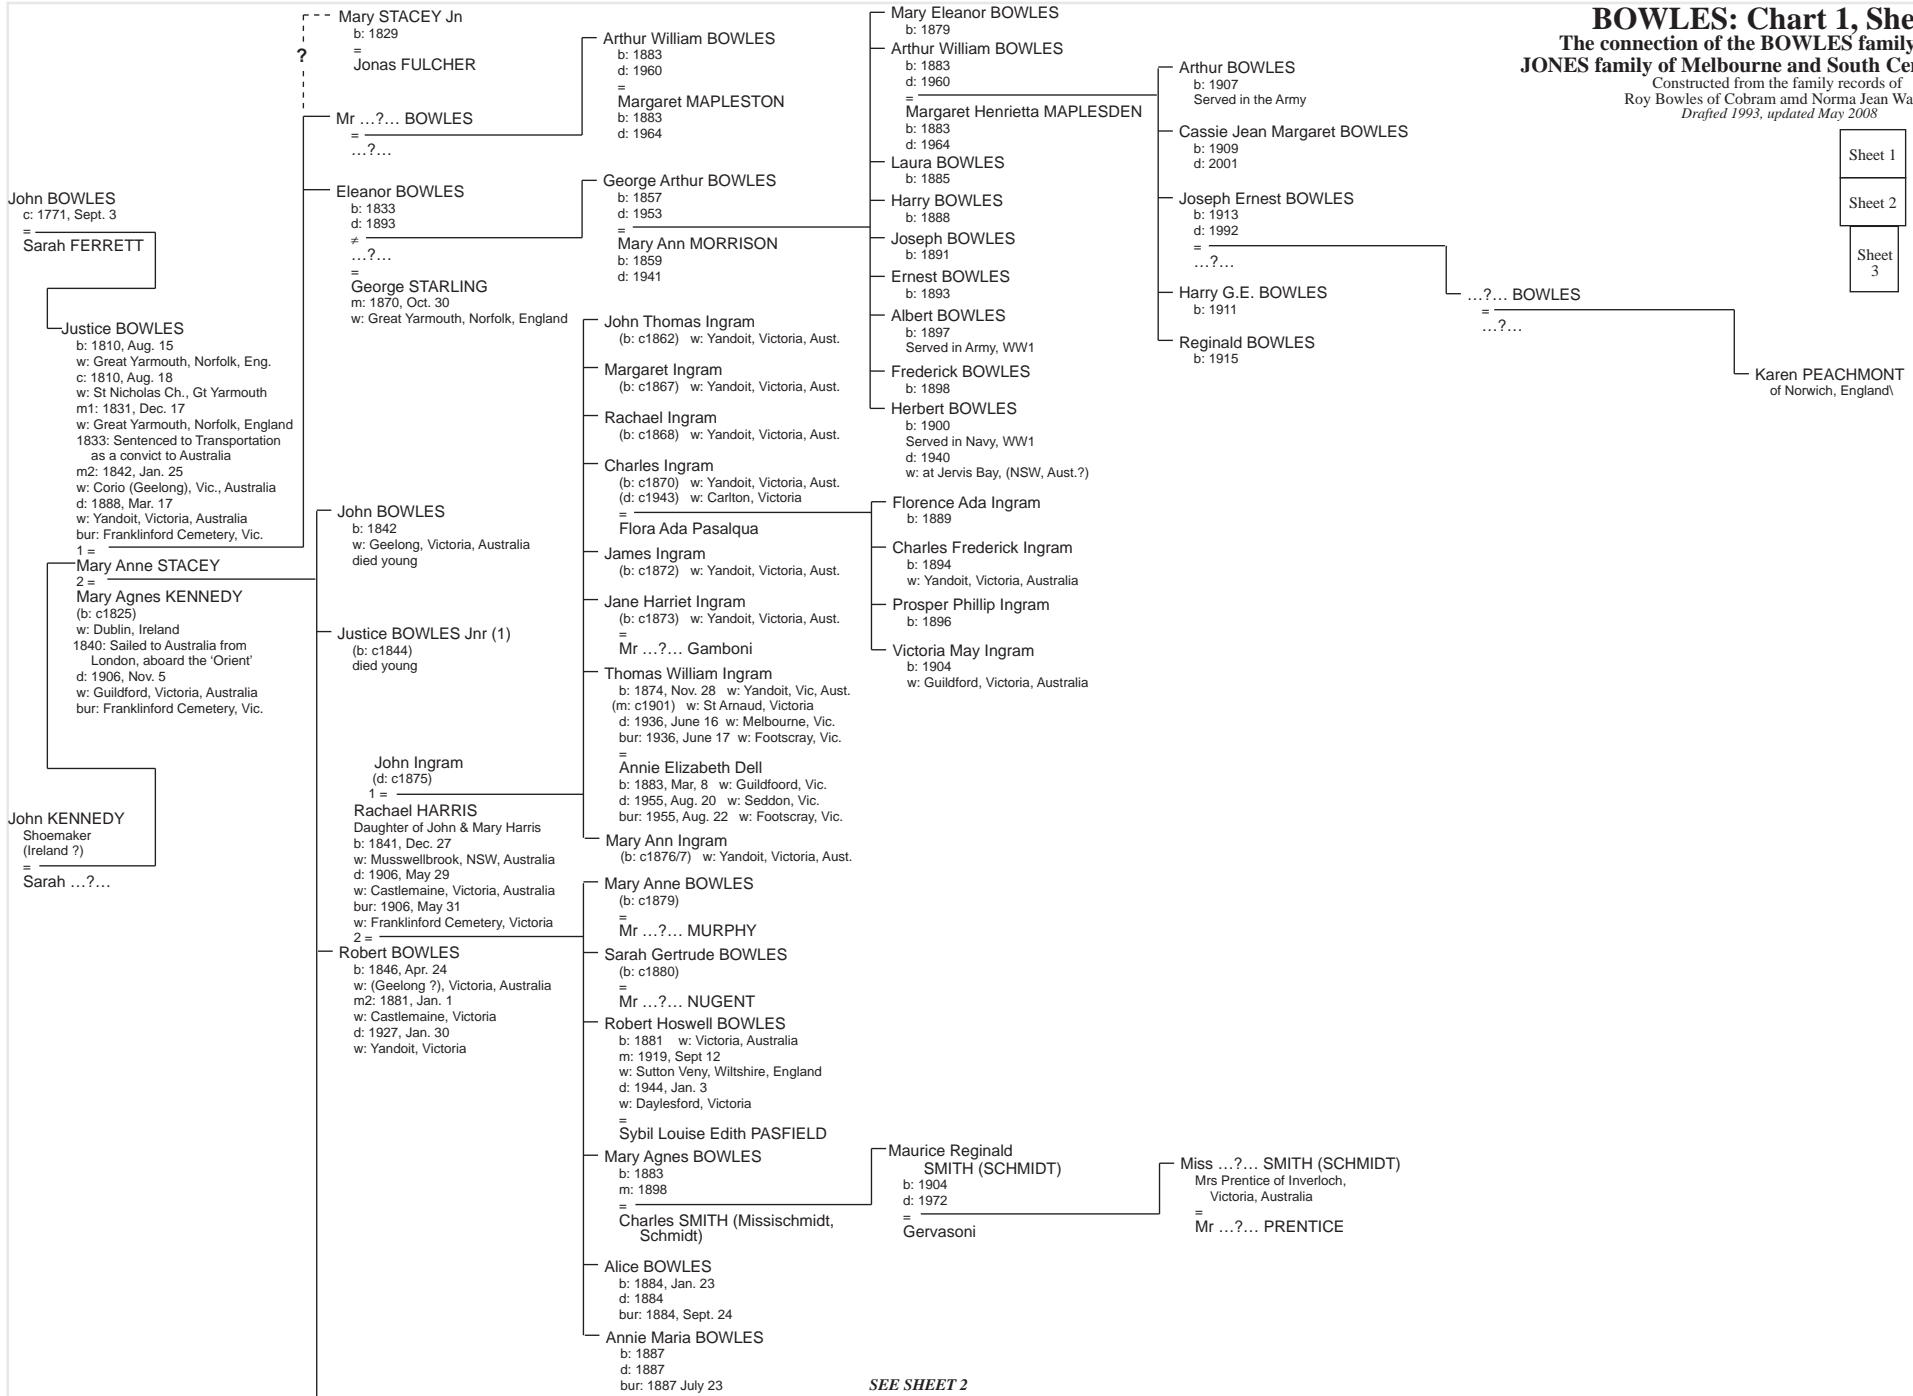 BOWLES: Chart 1, She
The connection of the BOWLES family
JONES family of Melbourne and South Cen
Constructed from the family records of
Roy Bowles of Cobram and Norma Jean Wa
Drafted 1993, updated May 2008
Sheet 1
Sheet 2
Sheet
3
John BOWLES
c: 1771, Sept. 3
=
Sarah FERRETT
Justice BOWLES
b: 1810, Aug. 15
w: Great Yarmouth, Norfolk, Eng.
c: 1810, Aug. 18
w: St Nicholas Ch., Gt Yarmouth
m1: 1831, Dec. 17
w: Great Yarmouth, Norfolk, England
1833: Sentenced to Transportation
as a convict to Australia
m2: 1842, Jan. 25
w: Corio (Geelong), Vic., Australia
d: 1888, Mar. 17
w: Yandoit, Victoria, Australia
bur: Franklinford Cemetery, Vic.
1 =
Mary Anne STACEY
2 =
Mary Agnes KENNEDY
(b: c1825)
w: Dublin, Ireland
1840: Sailed to Australia from
London, aboard the ‘Orient’
d: 1906, Nov. 5
w: Guildford, Victoria, Australia
bur: Franklinford Cemetery, Vic.
John KENNEDY
Shoemaker
(Ireland ?)
=
Sarah …?…
?
Mary STACEY Jn
b: 1829
=
Jonas FULCHER
Mr …?… BOWLES
=
…?…
Eleanor BOWLES
b: 1833
d: 1893
≠
…?…
=
George STARLING
m: 1870, Oct. 30
w: Great Yarmouth, Norfolk, England
John BOWLES
b: 1842
w: Geelong, Victoria, Australia
died young
Justice BOWLES Jnr (1)
(b: c1844)
died young
John Ingram
(d: c1875)
1 =
Rachael HARRIS
Daughter of John & Mary Harris
b: 1841, Dec. 27
w: Musswellbrook, NSW, Australia
d: 1906, May 29
w: Castlemaine, Victoria, Australia
bur: 1906, May 31
w: Franklinford Cemetery, Victoria
2 =
Robert BOWLES
b: 1846, Apr. 24
w: (Geelong ?), Victoria, Australia
m2: 1881, Jan. 1
w: Castlemaine, Victoria
d: 1927, Jan. 30
w: Yandoit, Victoria
Arthur William BOWLES
b: 1883
d: 1960
=
Margaret MAPLESTON
b: 1883
d: 1964
George Arthur BOWLES
b: 1857
d: 1953
=
Mary Ann MORRISON
b: 1859
d: 1941
John Thomas Ingram
(b: c1862) w: Yandoit, Victoria, Aust.
Margaret Ingram
(b: c1867) w: Yandoit, Victoria, Aust.
Rachael Ingram
(b: c1868) w: Yandoit, Victoria, Aust.
Charles Ingram
(b: c1870) w: Yandoit, Victoria, Aust.
(d: c1943) w: Carlton, Victoria
=
Flora Ada Pasalqua
James Ingram
(b: c1872) w: Yandoit, Victoria, Aust.
Jane Harriet Ingram
(b: c1873) w: Yandoit, Victoria, Aust.
=
Mr …?… Gamboni
Thomas William Ingram
b: 1874, Nov. 28 w: Yandoit, Vic, Aust.
(m: c1901) w: St Arnaud, Victoria
d: 1936, June 16 w: Melbourne, Vic.
bur: 1936, June 17 w: Footscray, Vic.
=
Annie Elizabeth Dell
b: 1883, Mar, 8 w: Guildfoord, Vic.
d: 1955, Aug. 20 w: Seddon, Vic.
bur: 1955, Aug. 22 w: Footscray, Vic.
Mary Ann Ingram
(b: c1876/7) w: Yandoit, Victoria, Aust.
Mary Anne BOWLES
(b: c1879)
=
Mr …?… MURPHY
Sarah Gertrude BOWLES
(b: c1880)
=
Mr …?… NUGENT
Robert Hoswell BOWLES
b: 1881 w: Victoria, Australia
m: 1919, Sept 12
w: Sutton Veny, Wiltshire, England
d: 1944, Jan. 3
w: Daylesford, Victoria
=
Sybil Louise Edith PASFIELD
Mary Agnes BOWLES
b: 1883
m: 1898
=
Charles SMITH (Missischmidt,
Schmidt)
Alice BOWLES
b: 1884, Jan. 23
d: 1884
bur: 1884, Sept. 24
Annie Maria BOWLES
b: 1887
d: 1887
bur: 1887 July 23
Mary Eleanor BOWLES
b: 1879
Arthur William BOWLES
b: 1883
d: 1960
=
Margaret Henrietta MAPLESDEN
b: 1883
d: 1964
Laura BOWLES
b: 1885
Harry BOWLES
b: 1888
Joseph BOWLES
b: 1891
Ernest BOWLES
b: 1893
Albert BOWLES
b: 1897
Served in Army, WW1
Frederick BOWLES
b: 1898
Herbert BOWLES
b: 1900
Served in Navy, WW1
d: 1940
w: at Jervis Bay, (NSW, Aust.?)
Florence Ada Ingram
b: 1889
Charles Frederick Ingram
b: 1894
w: Yandoit, Victoria, Australia
Prosper Phillip Ingram
b: 1896
Victoria May Ingram
b: 1904
w: Guildford, Victoria, Australia
Maurice Reginald
SMITH (SCHMIDT)
b: 1904
d: 1972
=
Gervasoni
Arthur BOWLES
b: 1907
Served in the Army
Cassie Jean Margaret BOWLES
b: 1909
d: 2001
Joseph Ernest BOWLES
b: 1913
d: 1992
=
…?…
Harry G.E. BOWLES
b: 1911
Reginald BOWLES
b: 1915
Miss …?… SMITH (SCHMIDT)
Mrs Prentice of Inverloch,
Victoria, Australia
=
Mr …?… PRENTICE
…?… BOWLES
=
…?…
Karen PEACHMONT
of Norwich, England\
SEE SHEET 2